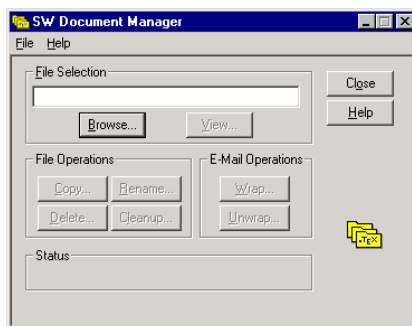 SW Document Manager
File Help
File Selection
Close
Browse... View...
Help
File Operations E-Mail Operations
Copy... Rename... Wrap...
Delete... Cleanup... Unwrap...
.TEX
Status